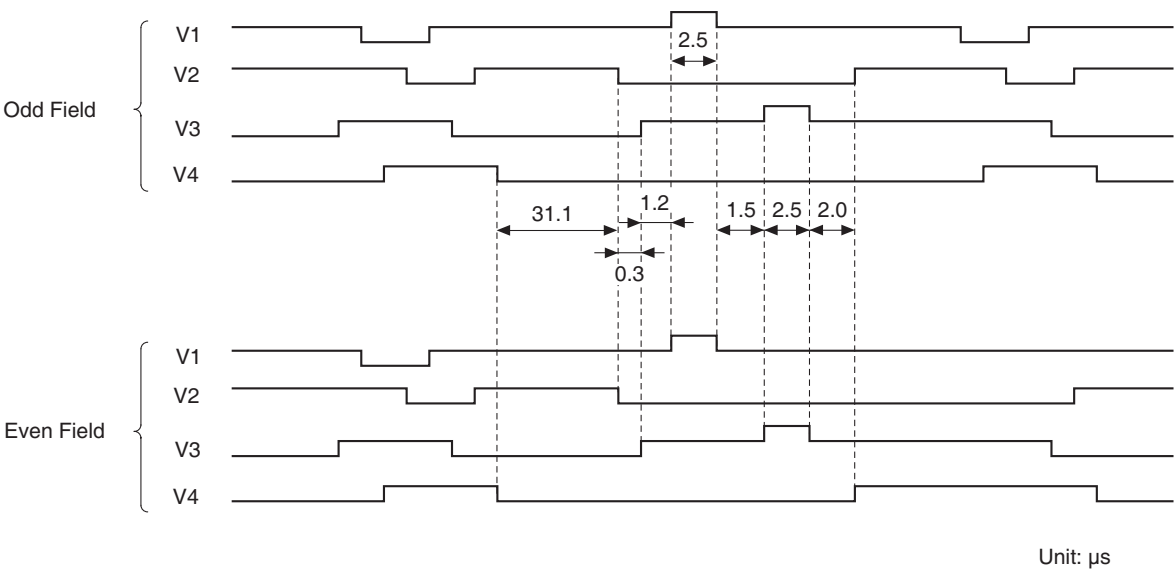 V1
2.5
V2
Odd Field
V3
V4
31.1
1.2
1.5 2.5 2.0
0.3
V1
V2
Even Field
V3
V4
Unit: μs